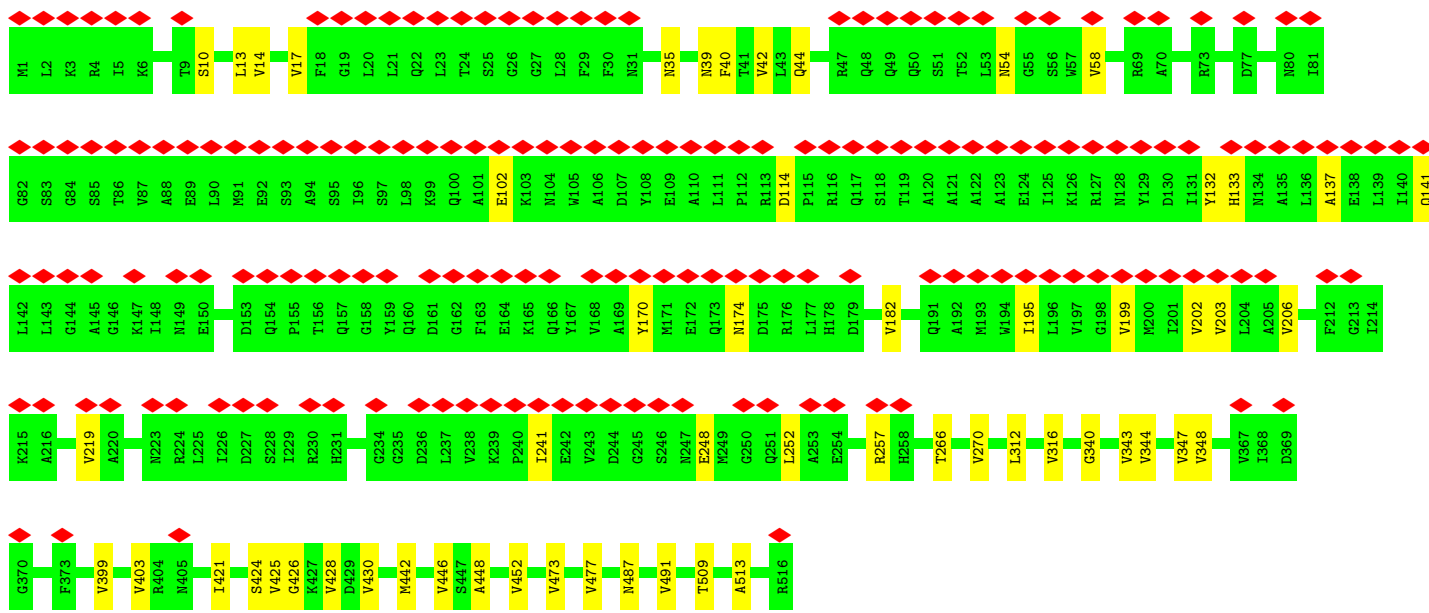 M1 L2 K3 R4 I5 K6 T9 S10 L13 V14 V17 F18 G19 L20 L21 Q22 L23 T24 S25 G26 G27 L28 F29 F30 N31 N35 N39 F40 T41 V42 L43 Q44 R47 Q48 Q49 Q50 S51 T52 L53 N54 G55 S56 W57 V58 R69 A70 R73 D77 N80 I81
G82 S83 G84 S85 T86 V87 A88 E89 L90 M91 E92 S93 A94 S95 I96 S97 L98 K99 Q100 A101 E102 K103 N104 W105 A106 D107 Y108 E109 A110 L111 P112 R113 D114 P115 R116 Q117 S118 T119 A120 A121 A122 A123 E124 I125 K126 R127 N128 Y129 D130 I131 Y132 H133 N134 A135 L136 A137 E138 L139 I140 Q141
L142 L143 G144 A145 G146 K147 I148 N149 E150 D153 Q154 P155 T156 Q157 G158 Y159 Q160 D161 G162 F163 E164 K165 Q166 Y167 V168 A169 Y170 M171 E172 Q173 N174 D175 R176 L177 H178 D179 V182 Q191 A192 M193 W194 I195 L196 V197 G198 V199 M200 I201 V202 V203 L204 A205 V206 F212 G213 I214
K215 A216 V219 A220 N223 R224 L225 I226 D227 S228 I229 R230 H231 G234 G235 D236 L237 V238 K239 P240 I241 E242 V243 D244 G245 S246 N247 E248 M249 G250 Q251 L252 A253 E254 R257 H258 T266 V270 L312 V316 G340 V343 V344 V347 V348 V367 I368 D369
G370 F373 V399 V403 R404 N405 I421 S424 V425 G426 K427 V428 D429 V430 M442 V446 S447 A448 V452 V473 V477 N487 V491 T509 A513 R516